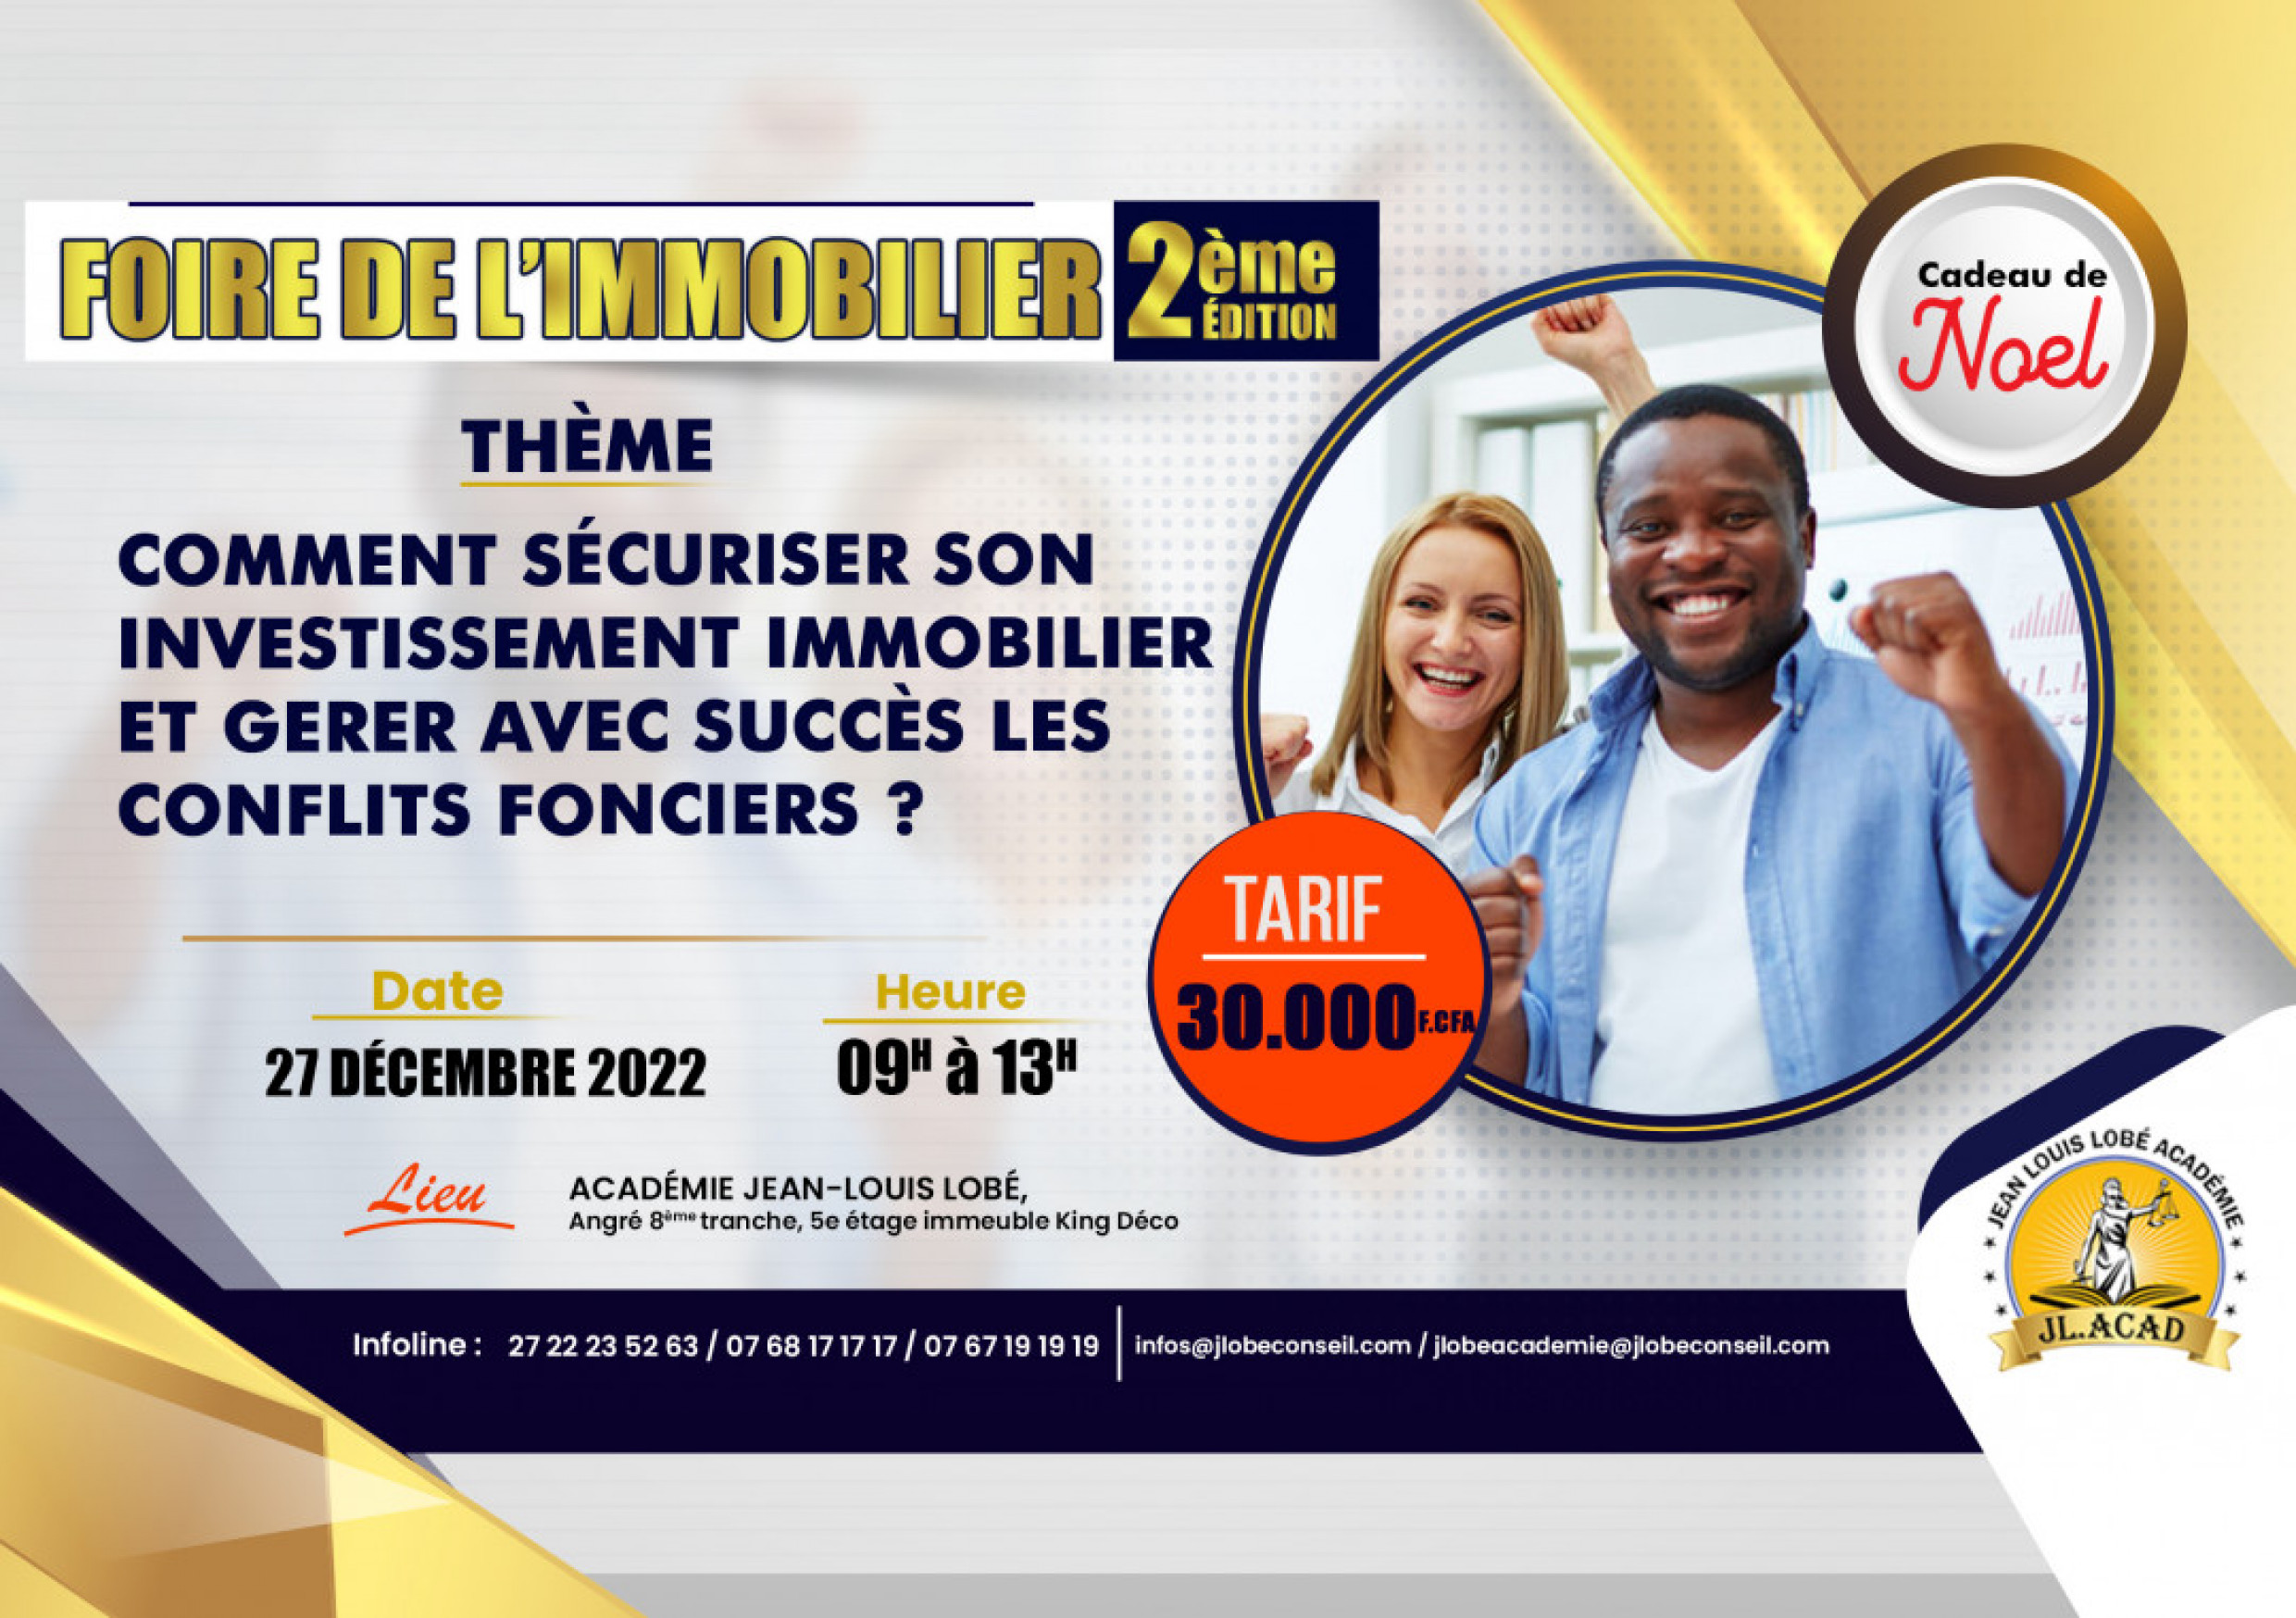 FOIRE DE L'IMMOBILIER 2ème ÉDITION
Cadeau de
Noel
THÈME
COMMENT SÉCURISER SON
INVESTISSEMENT IMMOBILIER
ET GERER AVEC SUCCÈS LES
CONFLITS FONCIERS ?
TARIF
30.000 F.CFA
Date
27 DÉCEMBRE 2022
Heure
09H à 13H
Lieu
ACADÉMIE JEAN-LOUIS LOBÉ,
Angré 8ème tranche, 5e étage immeuble King Déco
JEAN LOUIS LOBÉ ACADÉMIE
JL.ACAD
Infoline : 27 22 23 52 63 / 07 68 17 17 17 / 07 67 19 19 19
infos@jlobeconseil.com / jlobeacademie@jlobeconseil.com